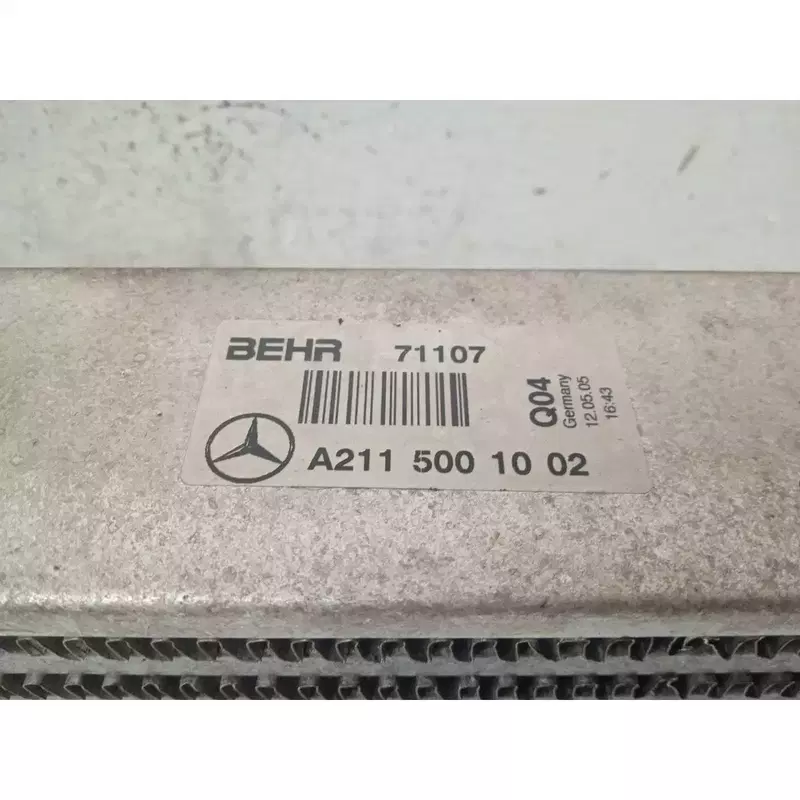 BEHR 71107
A211 500 10 02
Q04
Germany
12.05.05
16:43